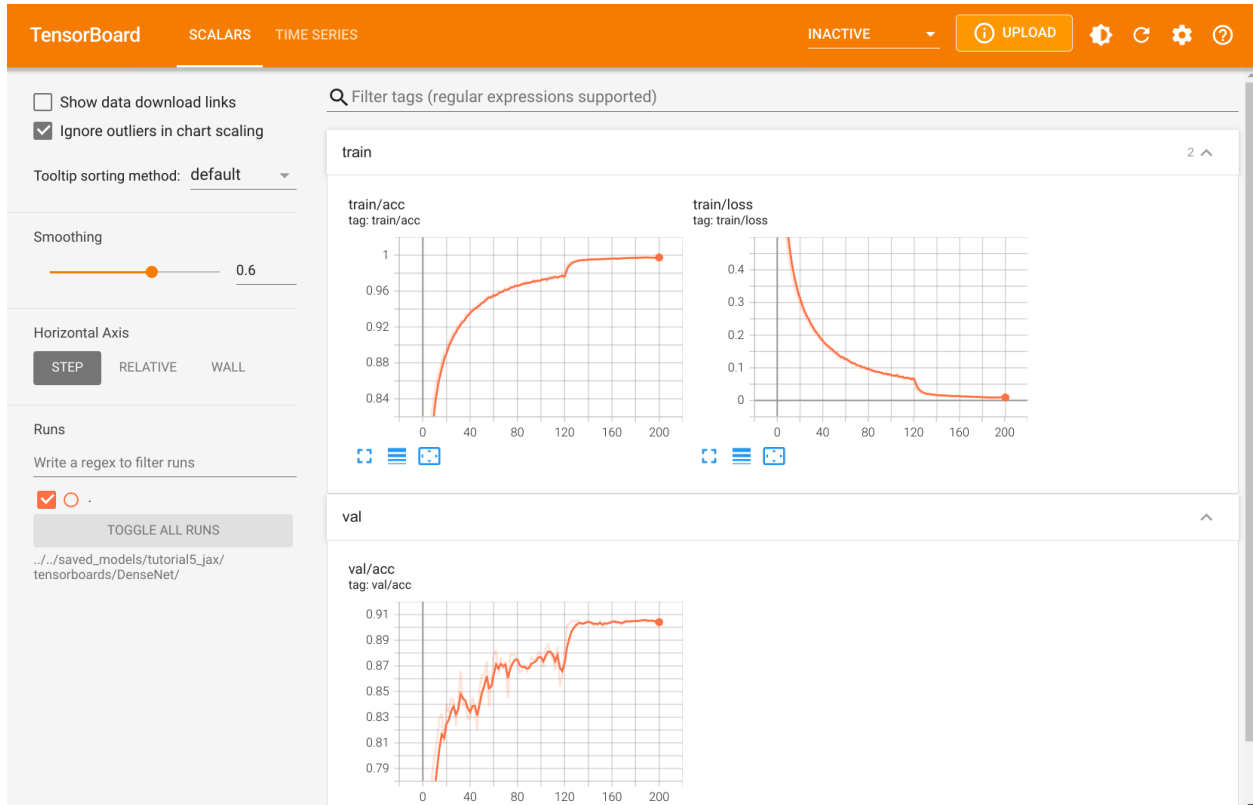 TensorBoard SCALARS TIME SERIES INACTIVE UPLOAD
Show data download links
Ignore outliers in chart scaling
Tooltip sorting method: default
Smoothing
0.6
Horizontal Axis
STEP RELATIVE WALL
Runs
Write a regex to filter runs
.
TOGGLE ALL RUNS
../../saved_models/tutorial5_jax/
tensorboards/DenseNet/
Filter tags (regular expressions supported)
train 2
train/acc
tag: train/acc
1
0.96
0.92
0.88
0.84
0 40 80 120 160 200
train/loss
tag: train/loss
0.4
0.3
0.2
0.1
0
0 40 80 120 160 200
val
val/acc
tag: val/acc
0.91
0.89
0.87
0.85
0.83
0.81
0.79
0 40 80 120 160 200